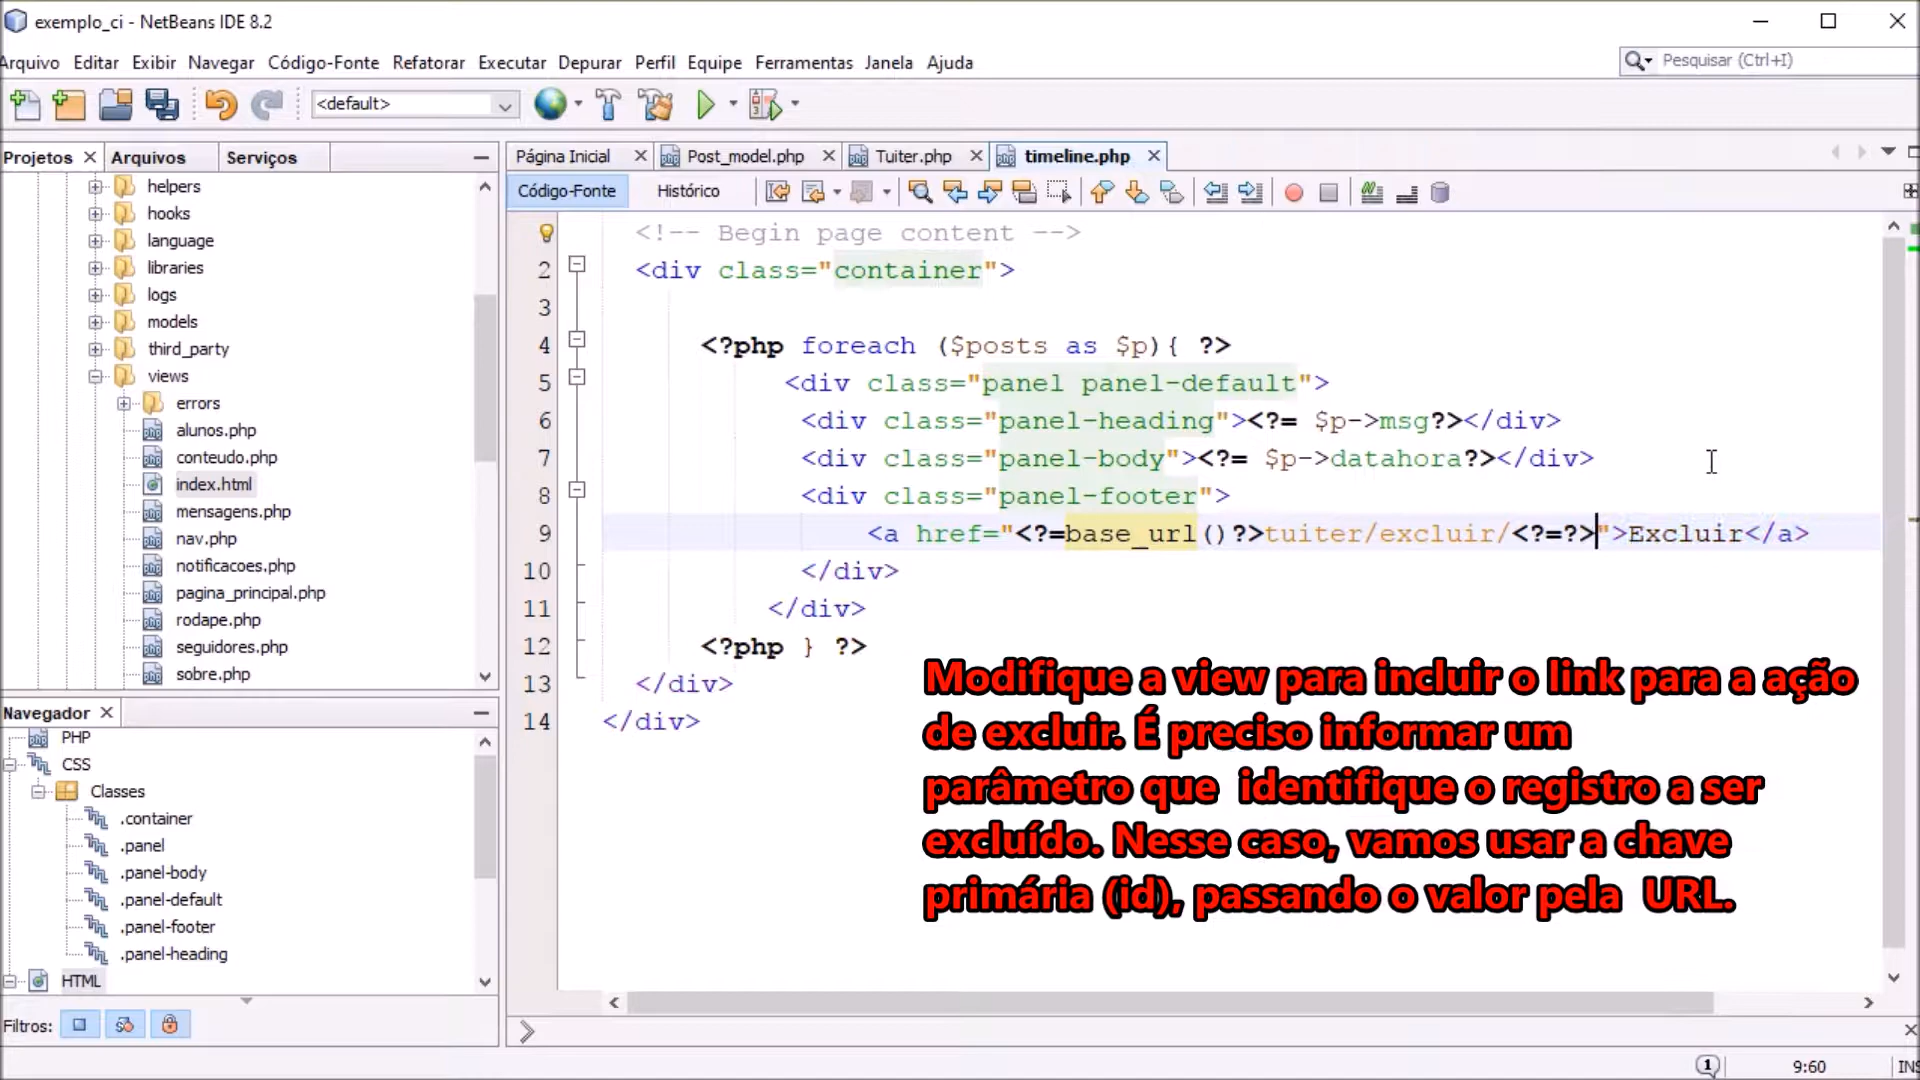 exemplo_ci - NetBeans IDE 8.2
Arquivo Editar Exibir Navegar Código-Fonte Refatorar Executar Depurar Perfil Equipe Ferramentas Janela Ajuda
Pesquisar (Ctrl+I)
<default>
Projetos Arquivos Serviços
helpers
hooks
language
libraries
logs
models
third_party
views
errors
alunos.php
conteudo.php
index.html
mensagens.php
nav.php
notificacoes.php
pagina_principal.php
rodape.php
seguidores.php
sobre.php
Navegador
PHP
CSS
Classes
.container
.panel
.panel-body
.panel-default
.panel-footer
.panel-heading
HTML
Filtros:
Página Inicial Post_model.php Tuiter.php timeline.php
Código-Fonte Histórico
<!-- Begin page content -->
2 <div class="container">
3
4 <?php foreach ($posts as $p){ ?>
5 <div class="panel panel-default">
6 <div class="panel-heading"><?= $p->msg?></div>
7 <div class="panel-body"><?= $p->datahora?></div>
8 <div class="panel-footer">
9 <a href="<?=base_url()?>tuiter/excluir/<?=?>">Excluir</a>
10 </div>
11 </div>
12 <?php } ?>
13 </div>
14 </div>
Modifique a view para incluir o link para a ação
de excluir. É preciso informar um
parâmetro que identifique o registro a ser
excluído. Nesse caso, vamos usar a chave
primária (id), passando o valor pela URL.
1 9:60 INS